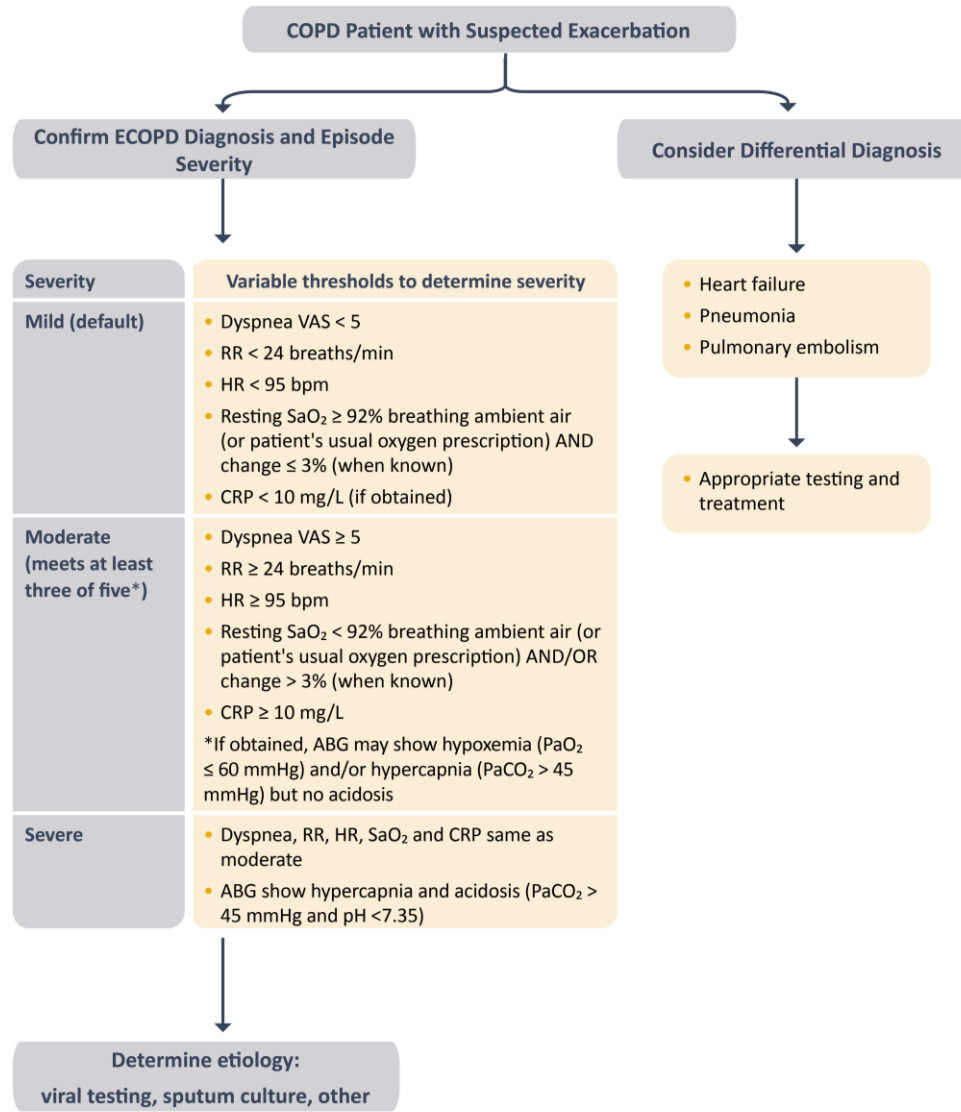 COPD Patient with Suspected Exacerbation
Confirm ECOPD Diagnosis and Episode
Severity
Consider Differential Diagnosis
Severity
Variable thresholds to determine severity
Mild (default)
• Dyspnea VAS < 5
• RR < 24 breaths/min
• HR < 95 bpm
• Resting SaO₂ ≥ 92% breathing ambient air
(or patient's usual oxygen prescription) AND
change ≤ 3% (when known)
• CRP < 10 mg/L (if obtained)
Moderate
(meets at least
three of five*)
• Dyspnea VAS ≥ 5
• RR ≥ 24 breaths/min
• HR ≥ 95 bpm
• Resting SaO₂ < 92% breathing ambient air (or
patient's usual oxygen prescription) AND/OR
change > 3% (when known)
• CRP ≥ 10 mg/L
*If obtained, ABG may show hypoxemia (PaO₂
≤ 60 mmHg) and/or hypercapnia (PaCO₂ > 45
mmHg) but no acidosis
Severe
• Dyspnea, RR, HR, SaO₂ and CRP same as
moderate
• ABG show hypercapnia and acidosis (PaCO₂ >
45 mmHg and pH <7.35)
Determine etiology:
viral testing, sputum culture, other
• Heart failure
• Pneumonia
• Pulmonary embolism
• Appropriate testing and
treatment